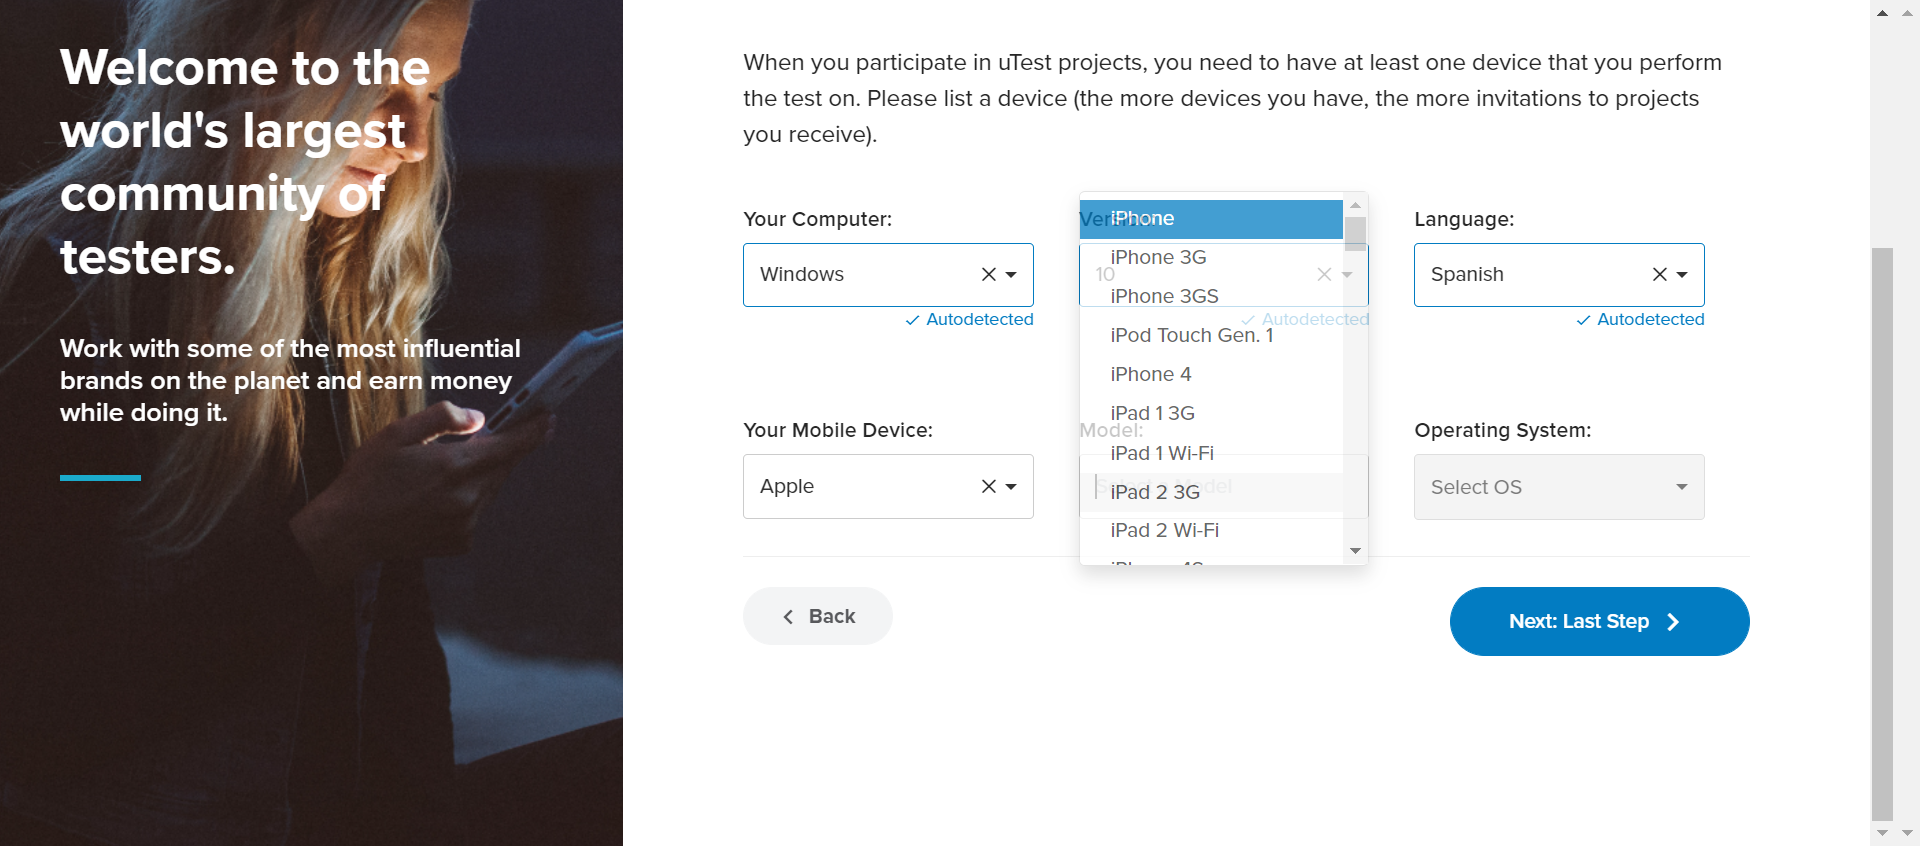 Welcome to the
world's largest
community of
testers.
Work with some of the most influential
brands on the planet and earn money
while doing it.
When you participate in uTest projects, you need to have at least one device that you perform
the test on. Please list a device (the more devices you have, the more invitations to projects
you receive).
Your Computer:
Windows
Autodetected
Version:
10
Autodetected
Language:
Spanish
Autodetected
Your Mobile Device:
Apple
Model:
Select a Model
iPhone
iPhone 3G
iPhone 3GS
iPod Touch Gen. 1
iPhone 4
iPad 1 3G
iPad 1 Wi-Fi
iPad 2 3G
iPad 2 Wi-Fi
iPhone 4S
Operating System:
Select OS
Back
Next: Last Step